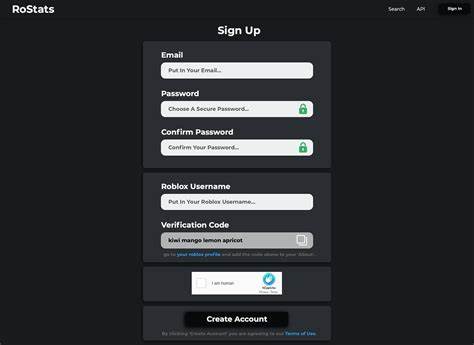 RoStats
Search API Sign In
Sign Up
Email
Put In Your Email...
Password
Choose A Secure Password...
Confirm Password
Confirm Your Password...
Roblox Username
Put In Your Roblox Username...
Verification Code
kiwi mango lemon apricot
go to your roblox profile and add the code above to your 'About'.
I am human
hCaptcha
Privacy - Terms
Create Account
By clicking 'Create Account' you are agreeing to our Terms of Use.